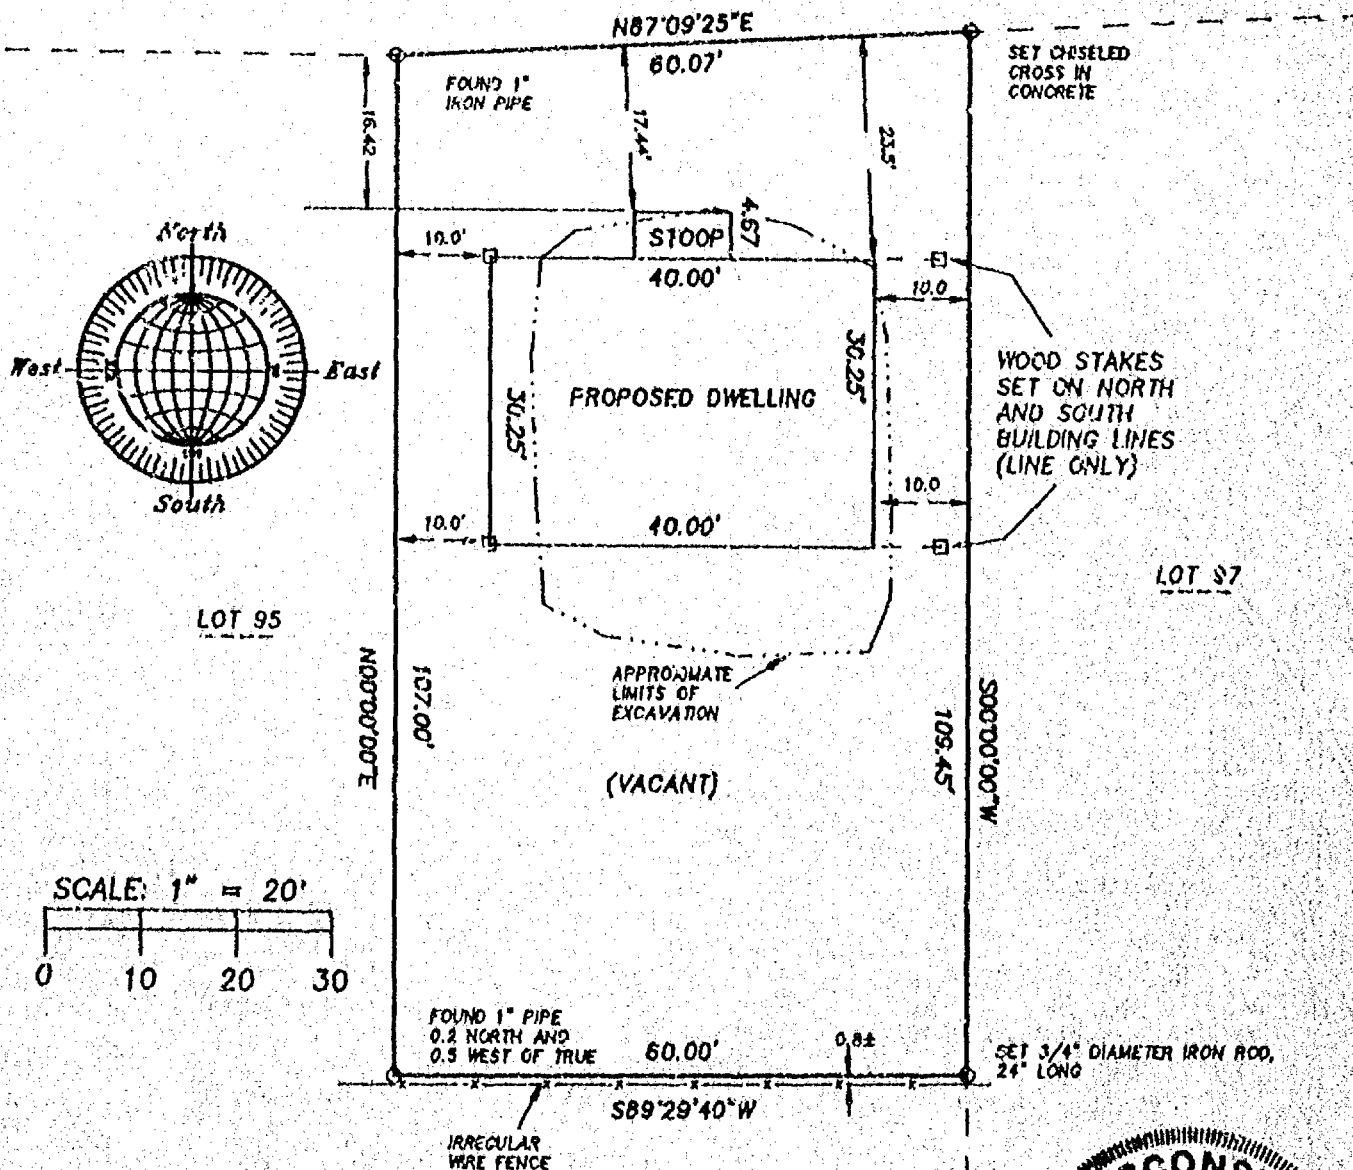 N87°09'25"E
60.07'
SET CHISELED
CROSS IN
CONCRETE
FOUND 1"
IRON PIPE
16.42
17.44'
23.5'
4.67
STOOP
10.0'
40.00'
10.0
North
West
East
South
30.25'
30.25'
PROPOSED DWELLING
WOOD STAKES
SET ON NORTH
AND SOUTH
BUILDING LINES
(LINE ONLY)
10.0'
40.00'
10.0
LOT 95
LOT 97
APPROXIMATE
LIMITS OF
EXCAVATION
N00°00'00"E
107.00'
109.45'
S00°00'00"W
(VACANT)
SCALE: 1" = 20'
0 10 20 30
FOUND 1" PIPE
0.2 NORTH AND
0.5 WEST OF TRUE
60.00'
0.8±
SET 3/4" DIAMETER IRON ROD,
24" LONG
S89°29'40"W
IRREGULAR
WIRE FENCE